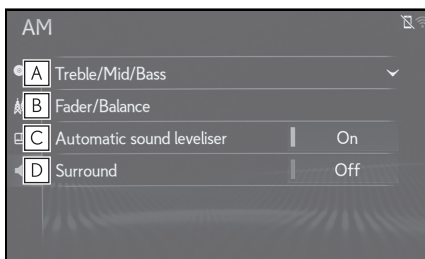 AM
A Treble/Mid/Bass
B Fader/Balance
C Automatic sound leveliser On
D Surround Off